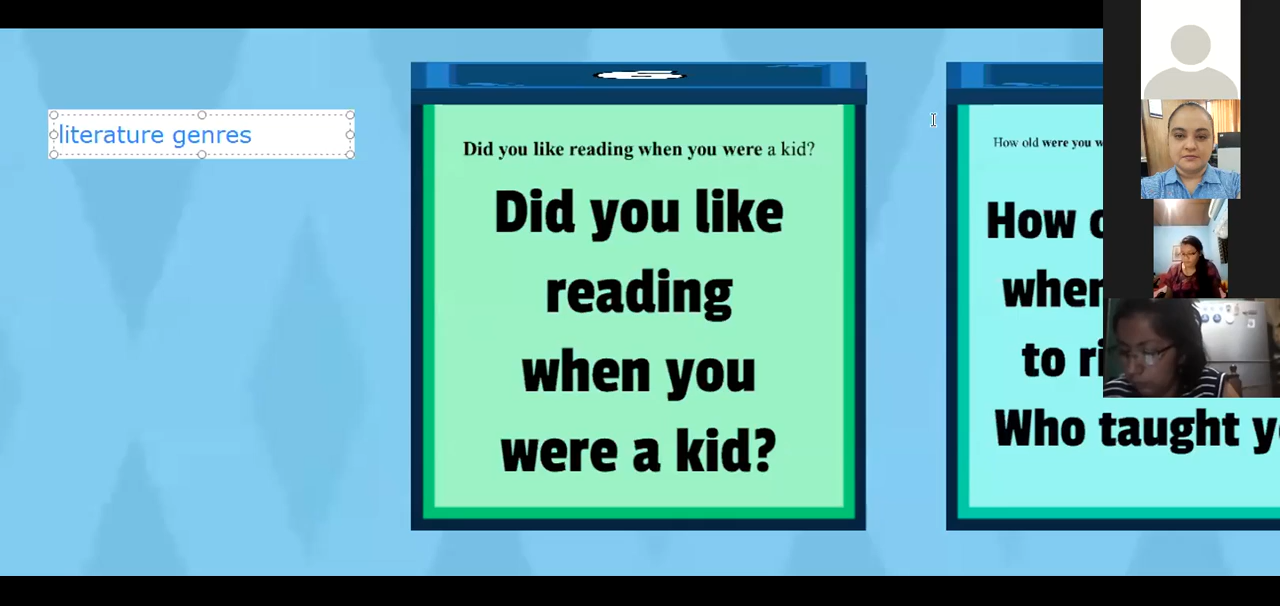 literature genres
Did you like reading when you were a kid?
Did you like
reading
when you
were a kid?
How old were you
How
when
to
Who taught